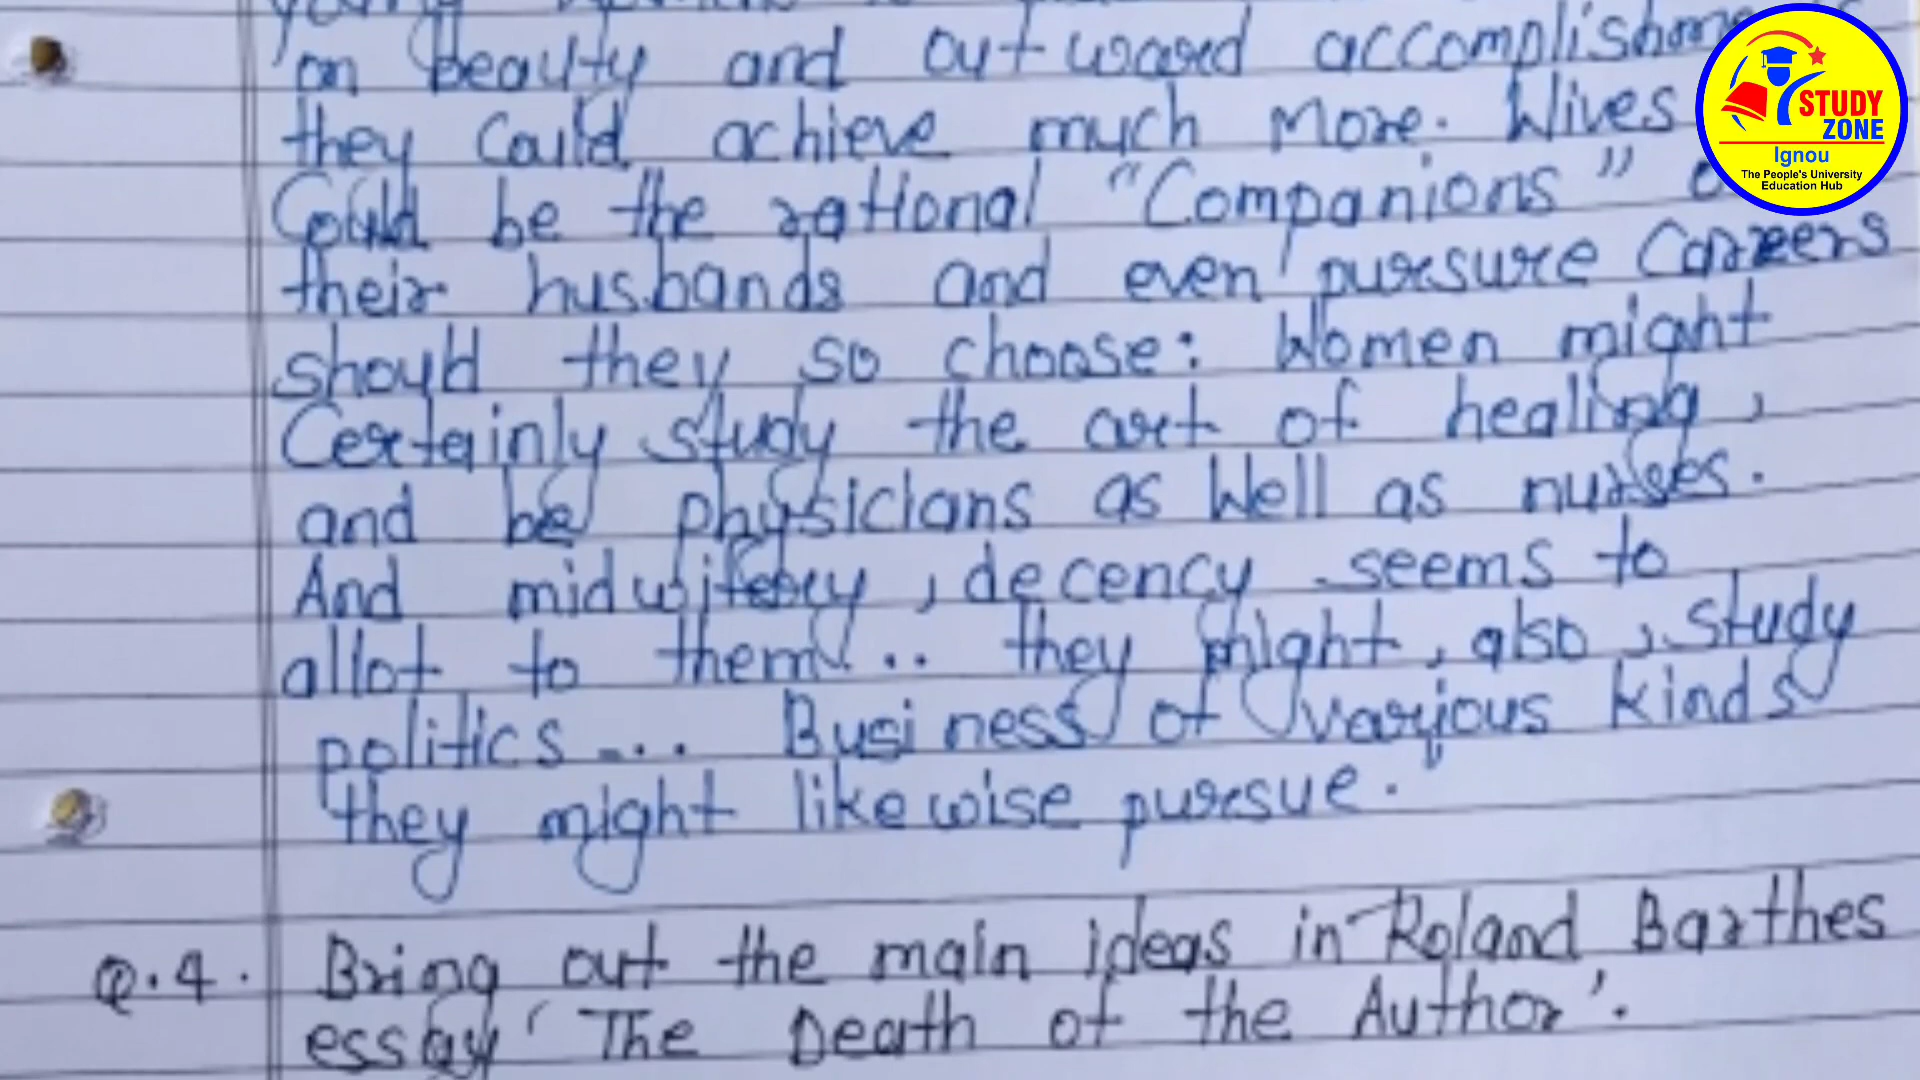 on beauty and outward accomplishments
they Could achieve much more. Wives
Could be the rational "Companions"
their husbands and even pursure Careers
should they so choose: Women might
Certainly study the art of healing,
and be physicians as Well as nurses.
And midwifery, decency seems to
allot to them... they might, also, study
politics.... Business of various kinds
they might likewise pursue.
Q.4. Bring out the main ideas in Roland Barthes
essay 'The Death of the Author'.
STUDY
ZONE
Ignou
The People's University
Education Hub